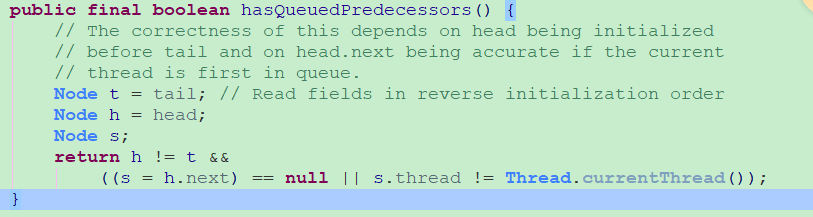 public final boolean hasQueuedPredecessors() {
    // The correctness of this depends on head being initialized
    // before tail and on head.next being accurate if the current
    // thread is first in queue.
    Node t = tail; // Read fields in reverse initialization order
    Node h = head;
    Node s;
    return h != t &&
        ((s = h.next) == null || s.thread != Thread.currentThread());
}